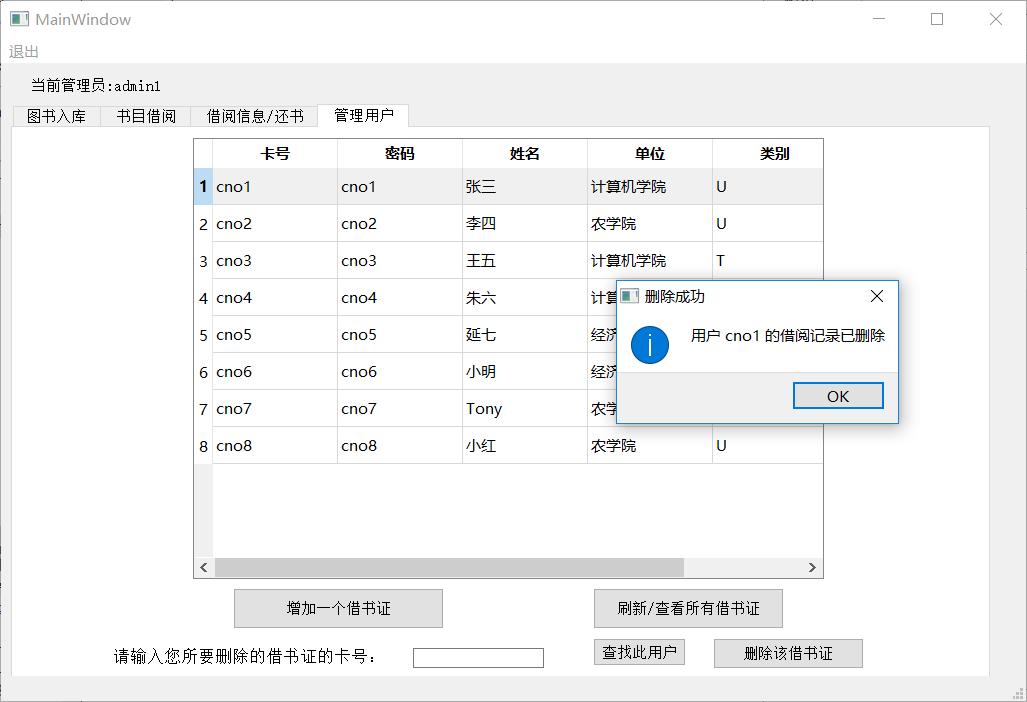 MainWindow
退出
当前管理员:admin1
图书入库 书目借阅 借阅信息/还书 管理用户
卡号 密码 姓名 单位 类别
1 cno1 cno1 张三 计算机学院 U
2 cno2 cno2 李四 农学院 U
3 cno3 cno3 王五 计算机学院 T
4 cno4 cno4 朱六 计算
5 cno5 cno5 延七 经济
6 cno6 cno6 小明 经济
7 cno7 cno7 Tony 农学
8 cno8 cno8 小红 农学院 U
删除成功
用户 cno1 的借阅记录已删除
OK
增加一个借书证 刷新/查看所有借书证
请输入您所要删除的借书证的卡号： 查找此用户 删除该借书证